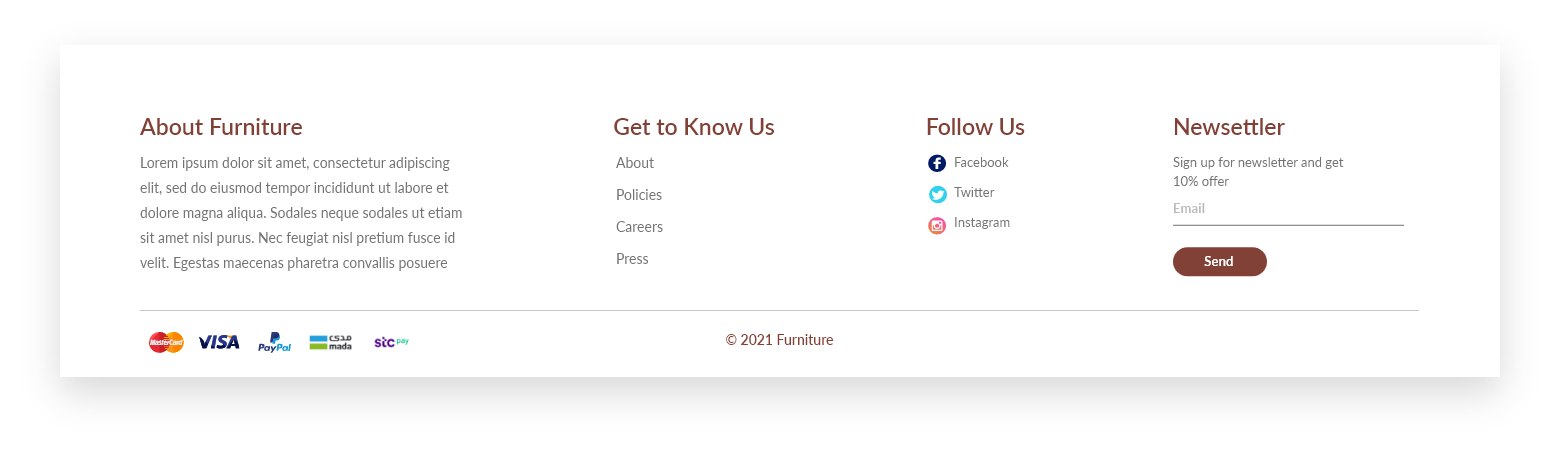 About Furniture
Lorem ipsum dolor sit amet, consectetur adipiscing
elit, sed do eiusmod tempor incididunt ut labore et
dolore magna aliqua. Sodales neque sodales ut etiam
sit amet nisl purus. Nec feugiat nisl pretium fusce id
velit. Egestas maecenas pharetra convallis posuere
Get to Know Us
About
Policies
Careers
Press
Follow Us
Facebook
Twitter
Instagram
Newsettler
Sign up for newsletter and get
10% offer
Email
Send
MasterCard
VISA
PayPal
مدى
mada
stc pay
© 2021 Furniture